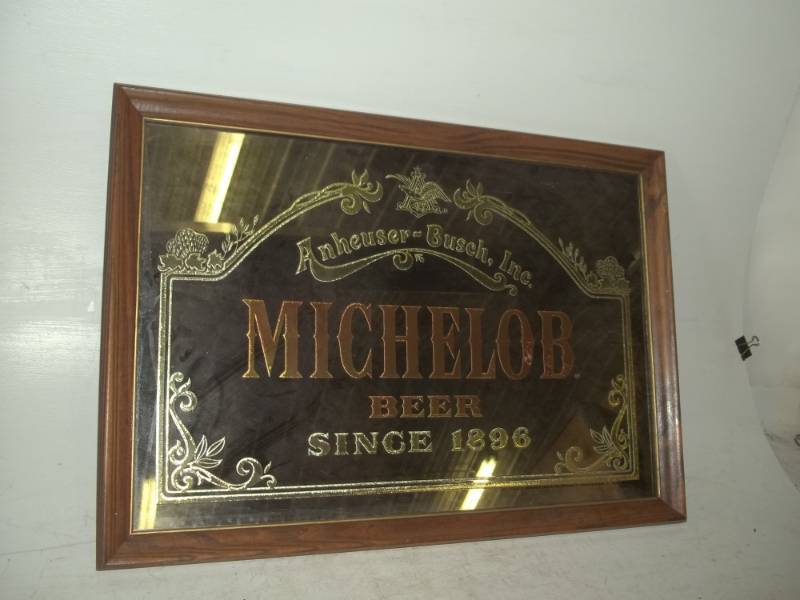 Anheuser-Busch, Inc.
MICHELOB
BEER
SINCE 1896